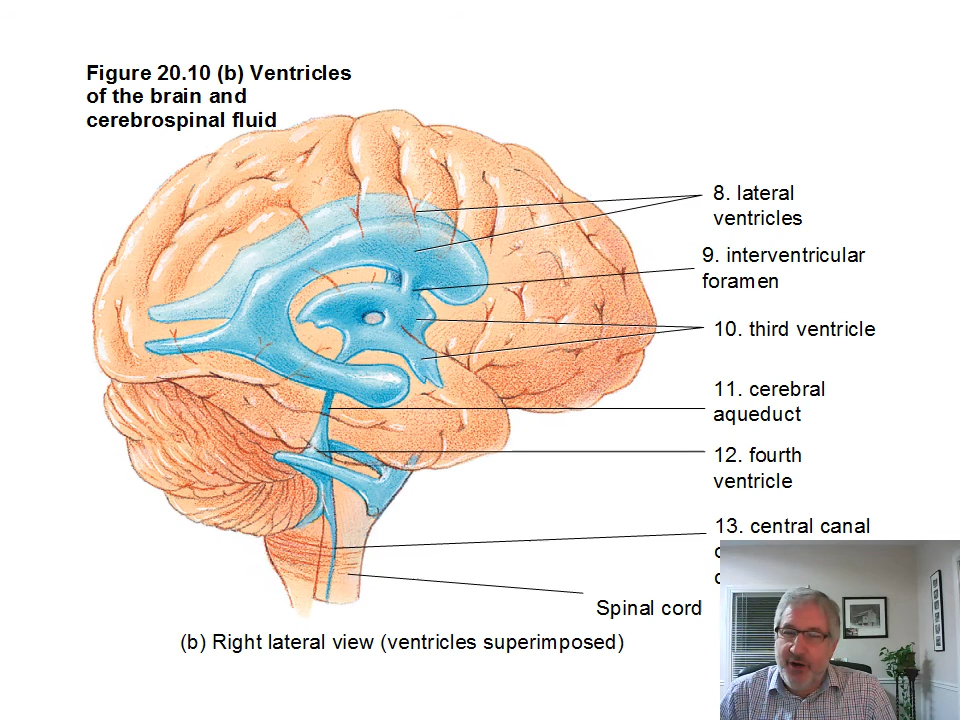 Figure 20.10 (b) Ventricles
of the brain and
cerebrospinal fluid
8. lateral
ventricles
9. interventricular
foramen
10. third ventricle
11. cerebral
aqueduct
12. fourth
ventricle
13. central canal
Spinal cord
(b) Right lateral view (ventricles superimposed)